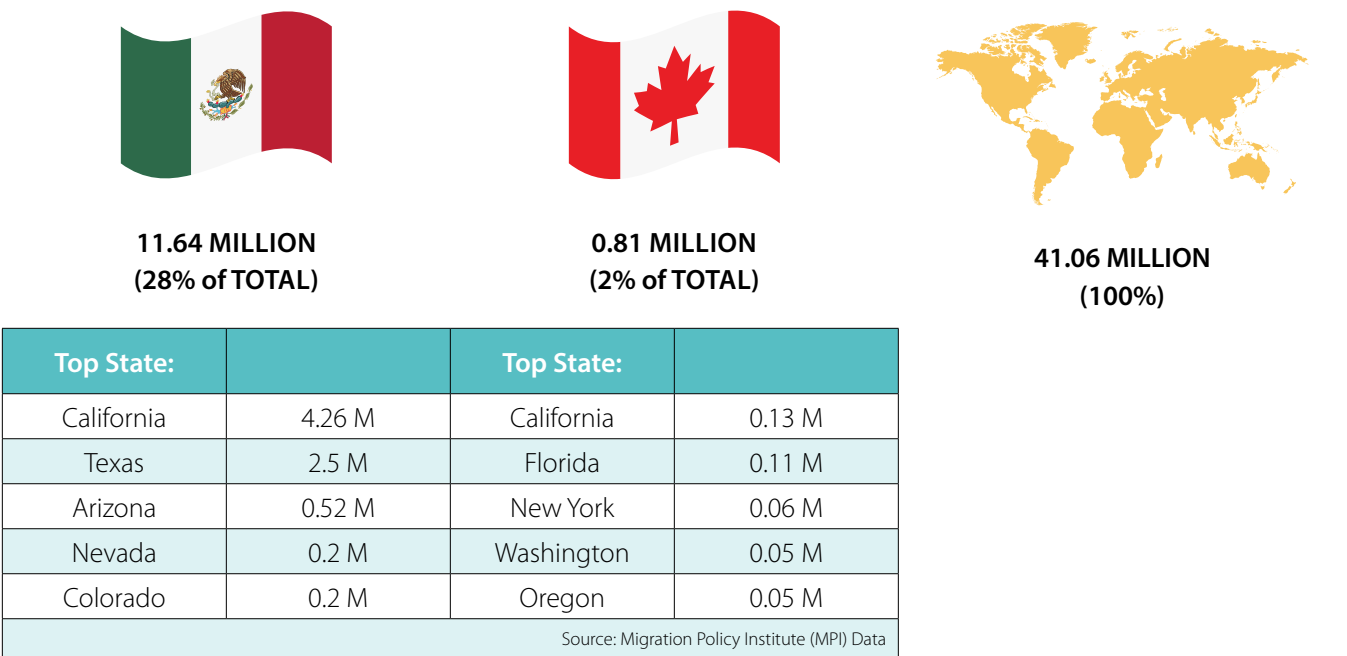 11.64 MILLION
(28% of TOTAL)
0.81 MILLION
(2% of TOTAL)
41.06 MILLION
(100%)
Top State: Top State:
California 4.26 M California 0.13 M
Texas 2.5 M Florida 0.11 M
Arizona 0.52 M New York 0.06 M
Nevada 0.2 M Washington 0.05 M
Colorado 0.2 M Oregon 0.05 M
Source: Migration Policy Institute (MPI) Data